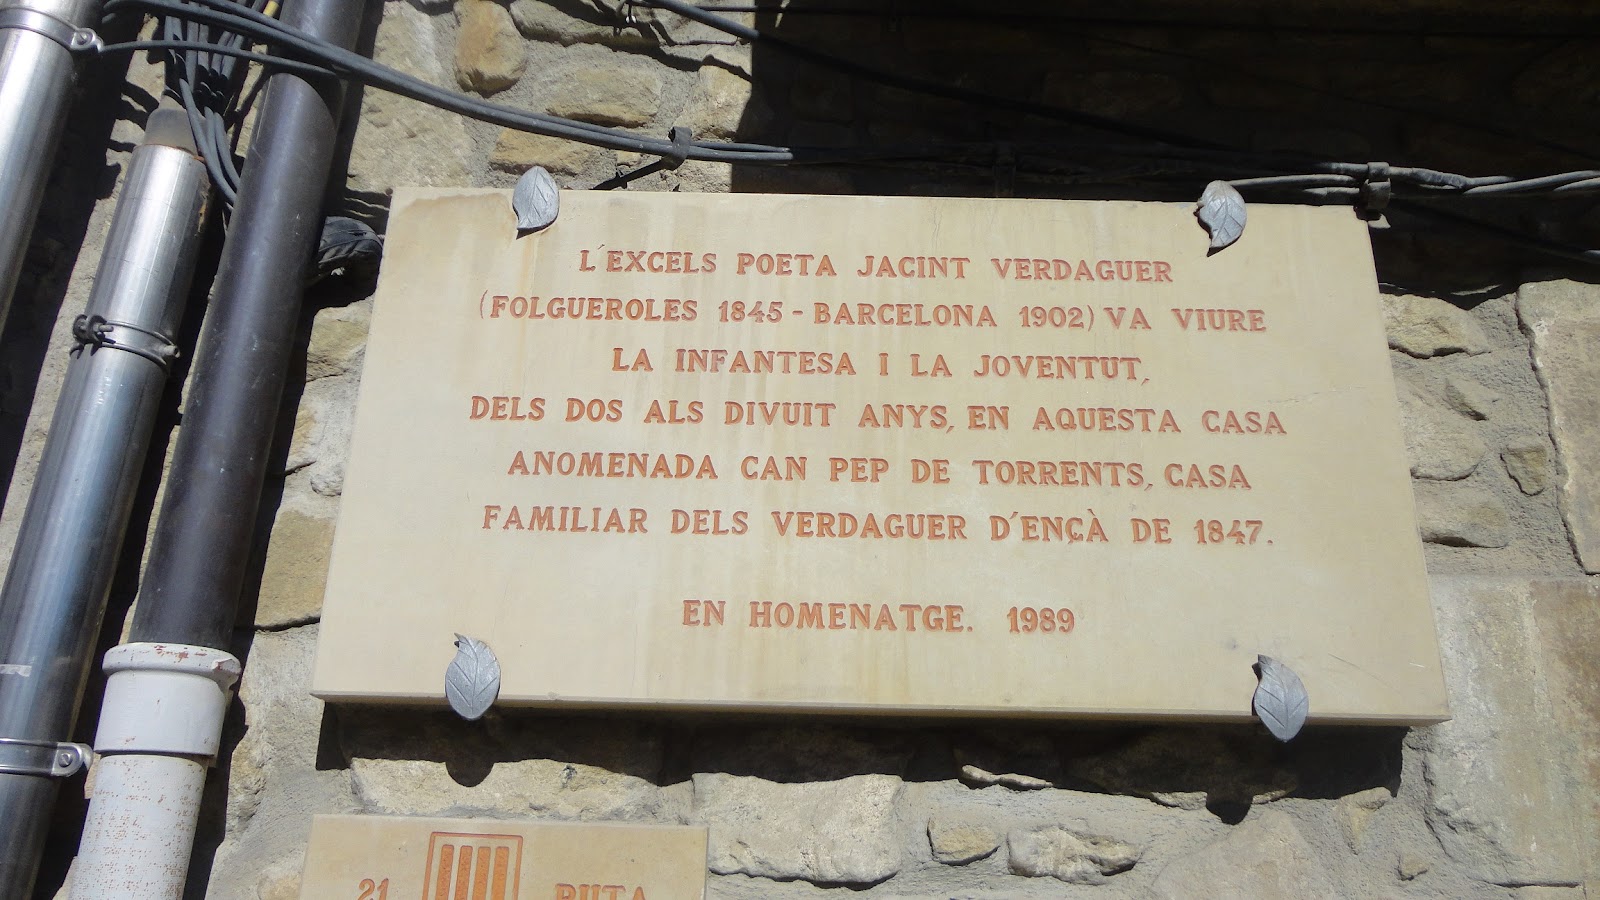 L'EXCELS POETA JACINT VERDAGUER
(FOLGUEROLES 1845 - BARCELONA 1902) VA VIURE
LA INFANTESA I LA JOVENTUT,
DELS DOS ALS DIVUIT ANYS, EN AQUESTA CASA
ANOMENADA CAN PEP DE TORRENTS, CASA
FAMILIAR DELS VERDAGUER D'ENÇÀ DE 1847.
EN HOMENATGE. 1989
21 RUTA